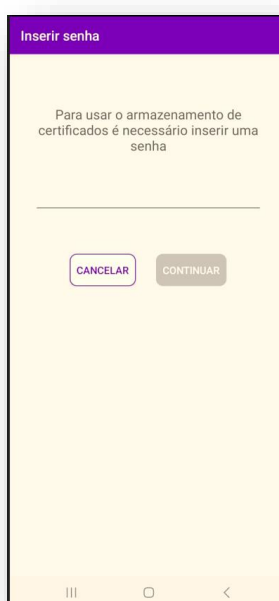 Inserir senha
Para usar o armazenamento de
certificados é necessário inserir uma
senha
CANCELAR
CONTINUAR